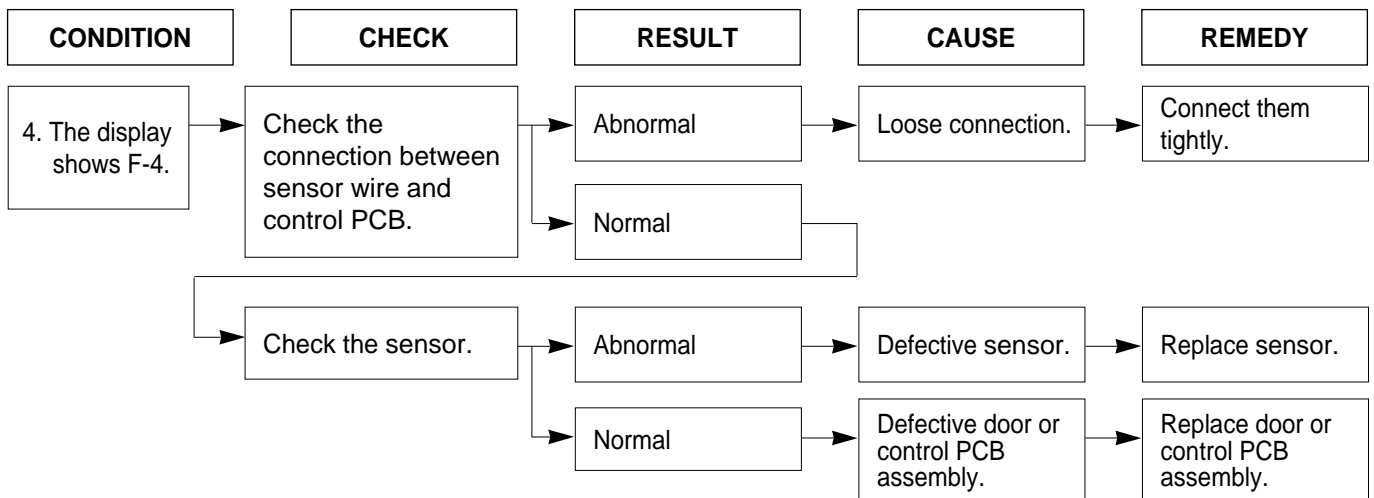 CONDITION
CHECK
RESULT
CAUSE
REMEDY
4. The display
shows F-4.
Check the
connection between
sensor wire and
control PCB.
Abnormal
Loose connection.
Connect them
tightly.
Normal
Check the sensor.
Abnormal
Defective sensor.
Replace sensor.
Normal
Defective door or
control PCB
assembly.
Replace door or
control PCB
assembly.